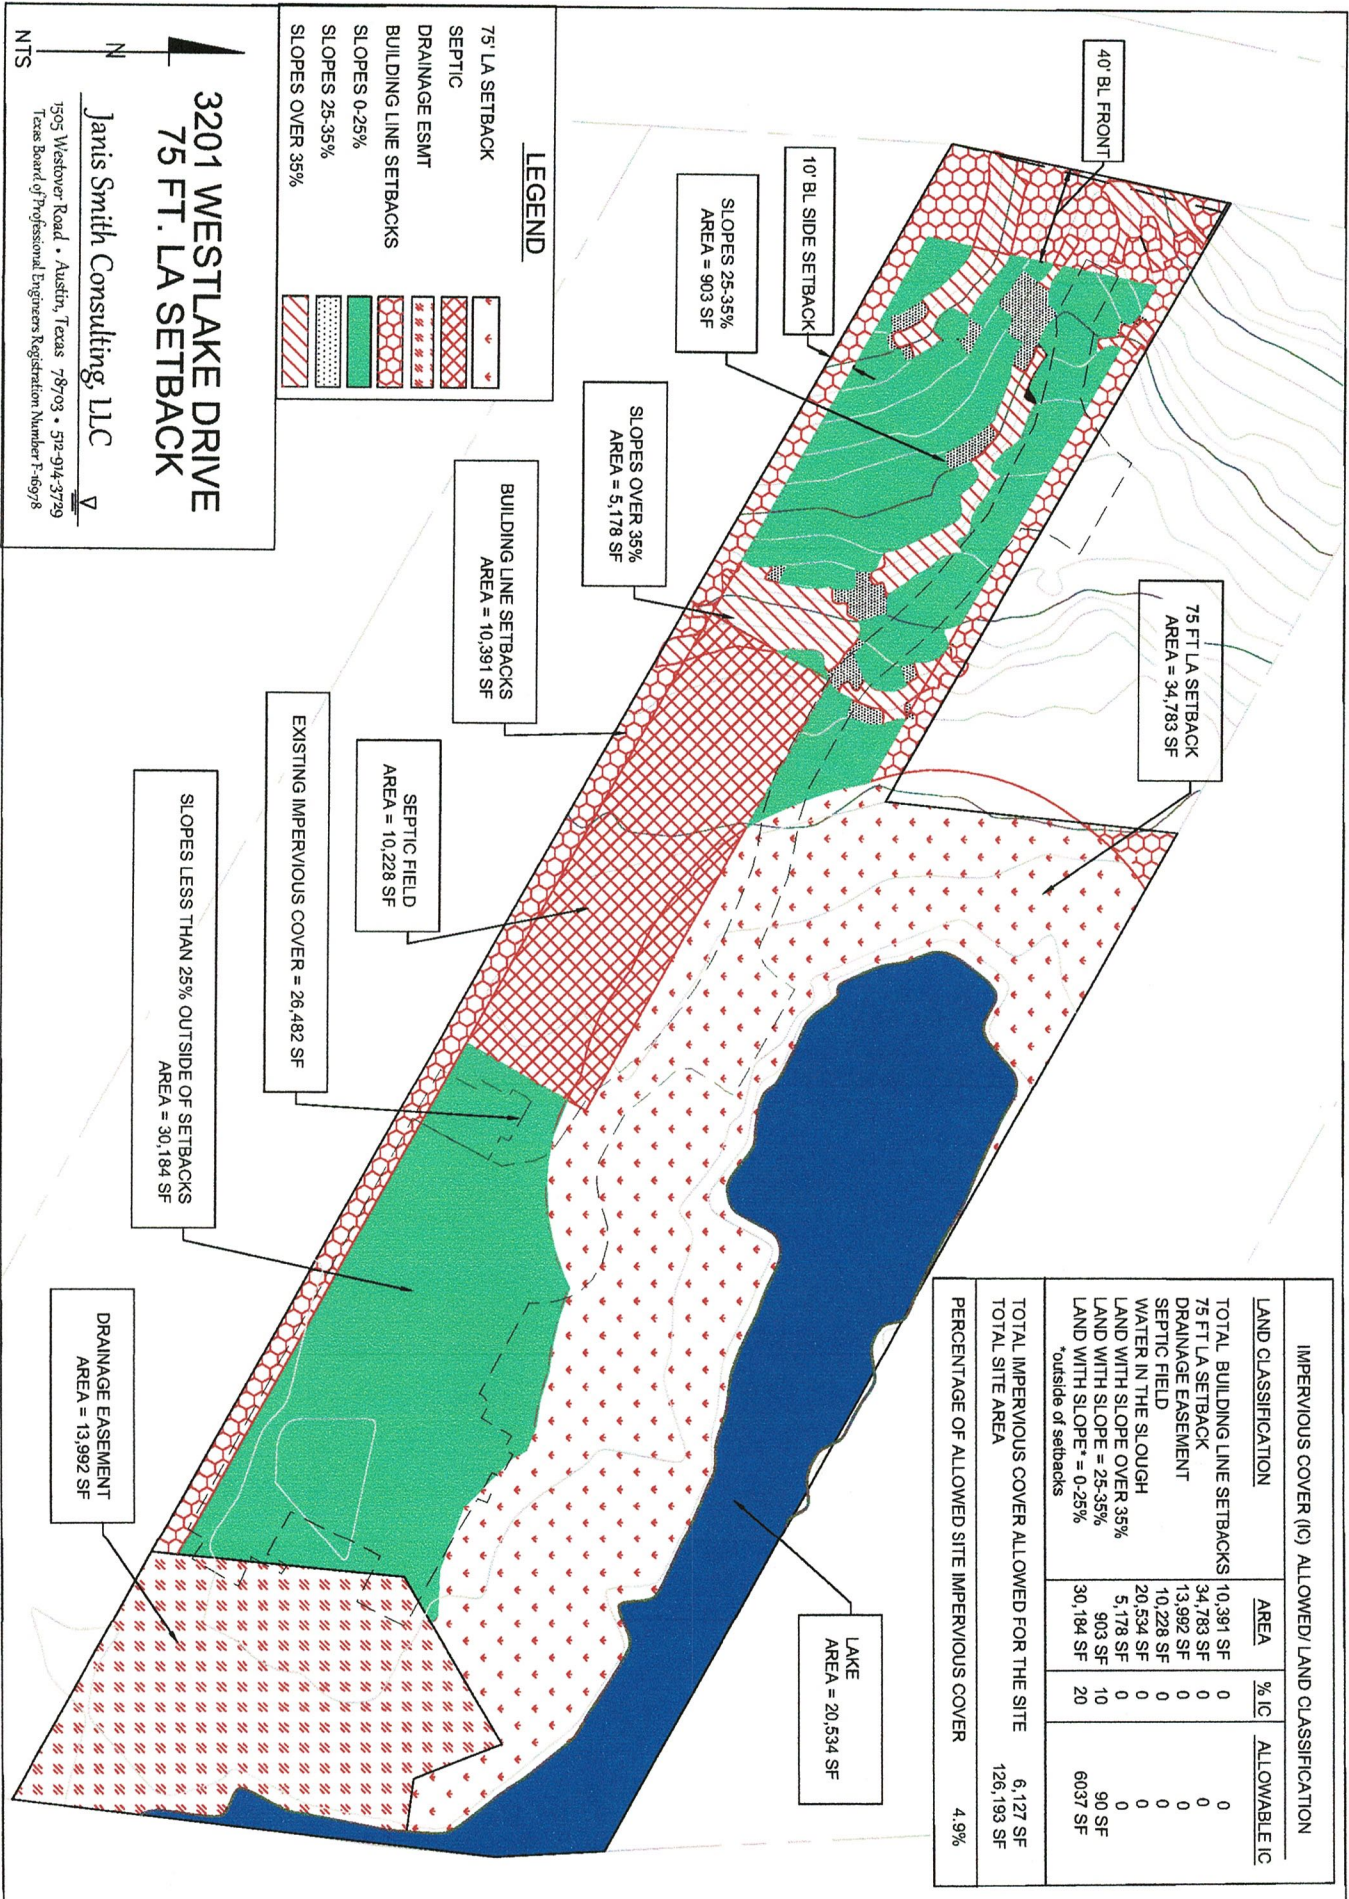 IMPERVIOUS COVER (IC) ALLOWED/ LAND CLASSIFICATION
LAND CLASSIFICATION AREA % IC ALLOWABLE IC
TOTAL BUILDING LINE SETBACKS 10,391 SF 0 0
75 FT LA SETBACK 34,783 SF 0 0
DRAINAGE EASEMENT 13,992 SF 0 0
SEPTIC FIELD 10,228 SF 0 0
WATER IN THE SLOUGH 20,534 SF 0 0
LAND WITH SLOPE OVER 35% 5,178 SF 0 0
LAND WITH SLOPE = 25-35% 903 SF 10 90 SF
LAND WITH SLOPE* = 0-25% 30,184 SF 20 6037 SF
*outside of setbacks
TOTAL IMPERVIOUS COVER ALLOWED FOR THE SITE 6,127 SF
TOTAL SITE AREA 126,193 SF
PERCENTAGE OF ALLOWED SITE IMPERVIOUS COVER 4.9%
40' BL FRONT
10' BL SIDE SETBACK
SLOPES 25-35%
AREA = 903 SF
SLOPES OVER 35%
AREA = 5,178 SF
75 FT LA SETBACK
AREA = 34,783 SF
BUILDING LINE SETBACKS
AREA = 10,391 SF
SEPTIC FIELD
AREA = 10,228 SF
EXISTING IMPERVIOUS COVER = 26,482 SF
SLOPES LESS THAN 25% OUTSIDE OF SETBACKS
AREA = 30,184 SF
LAKE
AREA = 20,534 SF
DRAINAGE EASEMENT
AREA = 13,992 SF
LEGEND
75' LA SETBACK
SEPTIC
DRAINAGE ESMT
BUILDING LINE SETBACKS
SLOPES 0-25%
SLOPES 25-35%
SLOPES OVER 35%
N
NTS
3201 WESTLAKE DRIVE
75 FT. LA SETBACK
Janis Smith Consulting, LLC
1505 Westover Road • Austin, Texas 78703 • 512-914-3729
Texas Board of Professional Engineers Registration Number F-16978